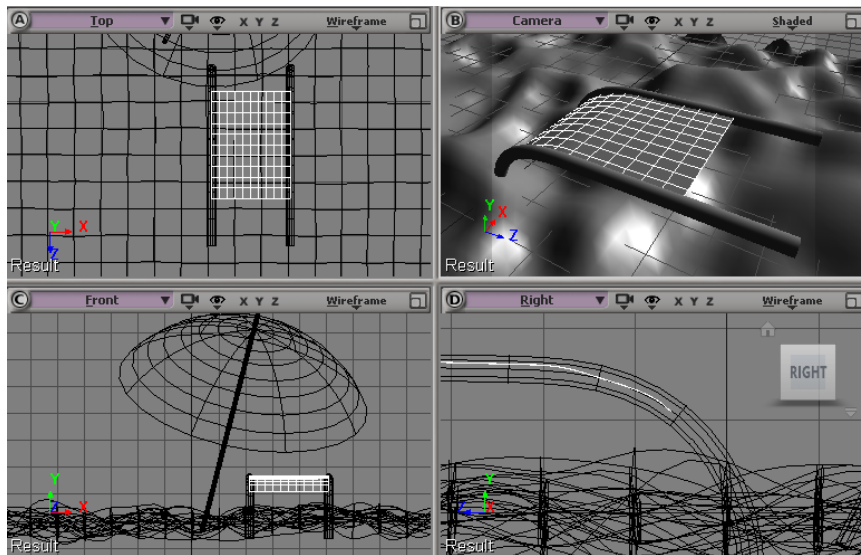 A Top X Y Z Wireframe
B Camera X Y Z Shaded
Y X
Z
Result
Y
X
Z
Result
C Front X Y Z Wireframe
D Right X Y Z Wireframe
RIGHT
Y
Z X
Result
Y
Z X
Result